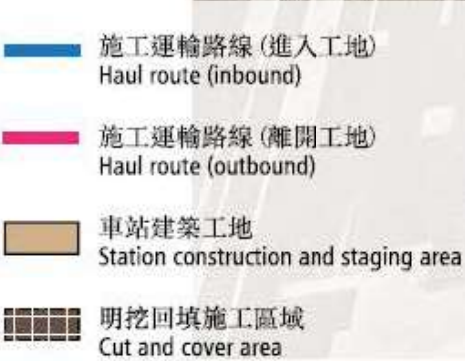 施工運輸路線 (進入工地)
Haul route (inbound)
施工運輸路線 (離開工地)
Haul route (outbound)
車站建築工地
Station construction and staging area
明挖回填施工區域
Cut and cover area